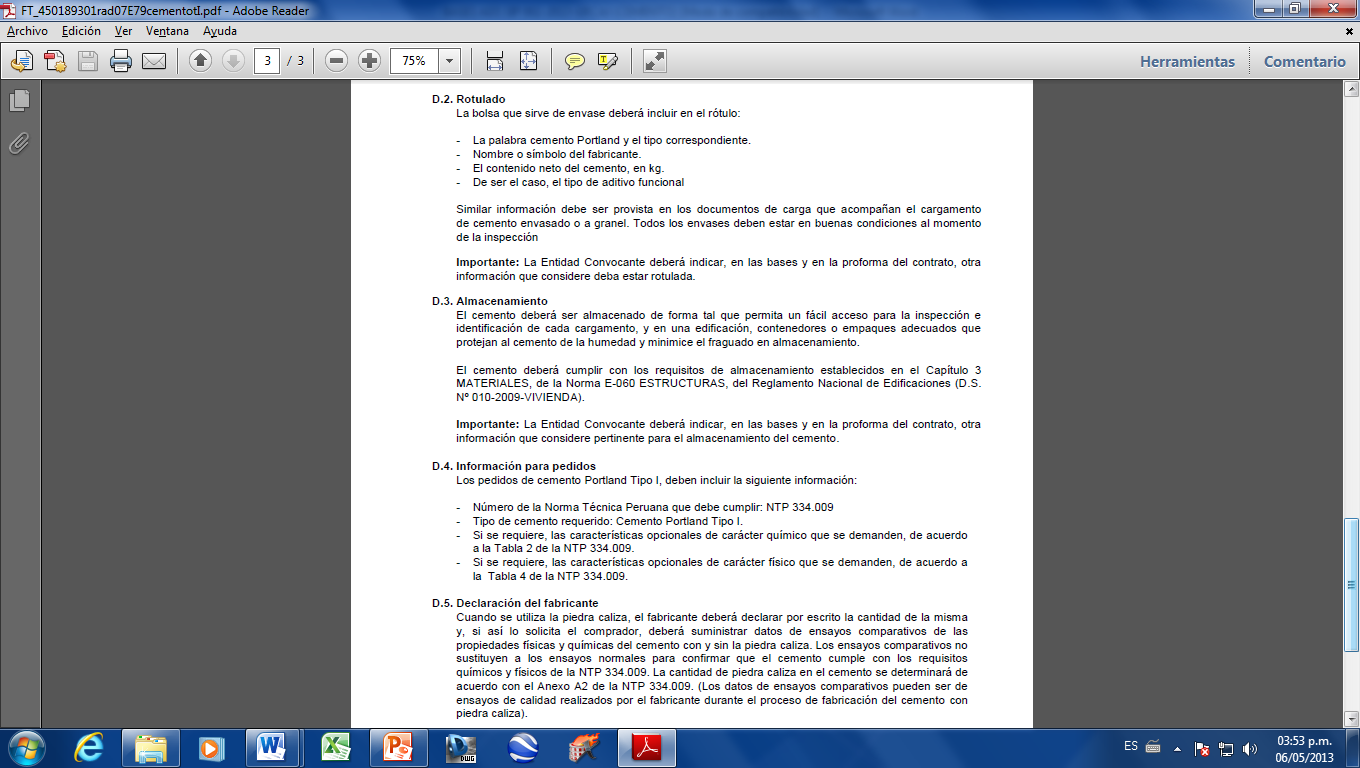 FT_450189301rad07E79cementotI.pdf - Adobe Reader
Archivo Edición Ver Ventana Ayuda
3 / 3 75% Herramientas Comentario
D.2. Rotulado
La bolsa que sirve de envase deberá incluir en el rótulo:
- La palabra cemento Portland y el tipo correspondiente.
- Nombre o símbolo del fabricante.
- El contenido neto del cemento, en kg.
- De ser el caso, el tipo de aditivo funcional
Similar información debe ser provista en los documentos de carga que acompañan el cargamento
de cemento envasado o a granel. Todos los envases deben estar en buenas condiciones al momento
de la inspección
Importante: La Entidad Convocante deberá indicar, en las bases y en la proforma del contrato, otra
información que considere deba estar rotulada.
D.3. Almacenamiento
El cemento deberá ser almacenado de forma tal que permita un fácil acceso para la inspección e
identificación de cada cargamento, y en una edificación, contenedores o empaques adecuados que
protejan al cemento de la humedad y minimice el fraguado en almacenamiento.
El cemento deberá cumplir con los requisitos de almacenamiento establecidos en el Capítulo 3
MATERIALES, de la Norma E-060 ESTRUCTURAS, del Reglamento Nacional de Edificaciones (D.S.
Nº 010-2009-VIVIENDA).
Importante: La Entidad Convocante deberá indicar, en las bases y en la proforma del contrato, otra
información que considere pertinente para el almacenamiento del cemento.
D.4. Información para pedidos
Los pedidos de cemento Portland Tipo I, deben incluir la siguiente información:
- Número de la Norma Técnica Peruana que debe cumplir: NTP 334.009
- Tipo de cemento requerido: Cemento Portland Tipo I.
- Si se requiere, las características opcionales de carácter químico que se demanden, de acuerdo
a la Tabla 2 de la NTP 334.009.
- Si se requiere, las características opcionales de carácter físico que se demanden, de acuerdo a
la Tabla 4 de la NTP 334.009.
D.5. Declaración del fabricante
Cuando se utiliza la piedra caliza, el fabricante deberá declarar por escrito la cantidad de la misma
y, si así lo solicita el comprador, deberá suministrar datos de ensayos comparativos de las
propiedades físicas y químicas del cemento con y sin la piedra caliza. Los ensayos comparativos no
sustituyen a los ensayos normales para confirmar que el cemento cumple con los requisitos
químicos y físicos de la NTP 334.009. La cantidad de piedra caliza en el cemento se determinará de
acuerdo con el Anexo A2 de la NTP 334.009. (Los datos de ensayos comparativos pueden ser de
ensayos de calidad realizados por el fabricante durante el proceso de fabricación del cemento con
piedra caliza).
DWG
ES
03:53 p.m.
06/05/2013